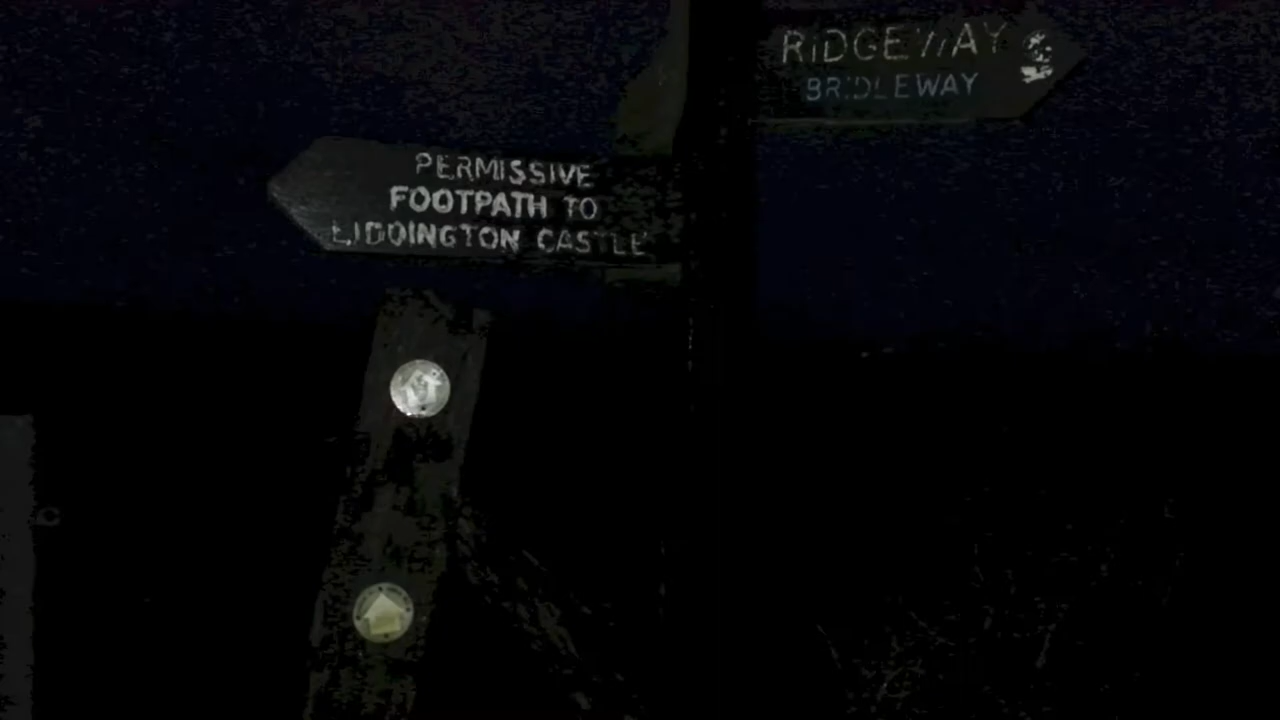 RIDGEWAY
BRIDLEWAY
PERMISSIVE
FOOTPATH TO
LIDDINGTON CASTLE